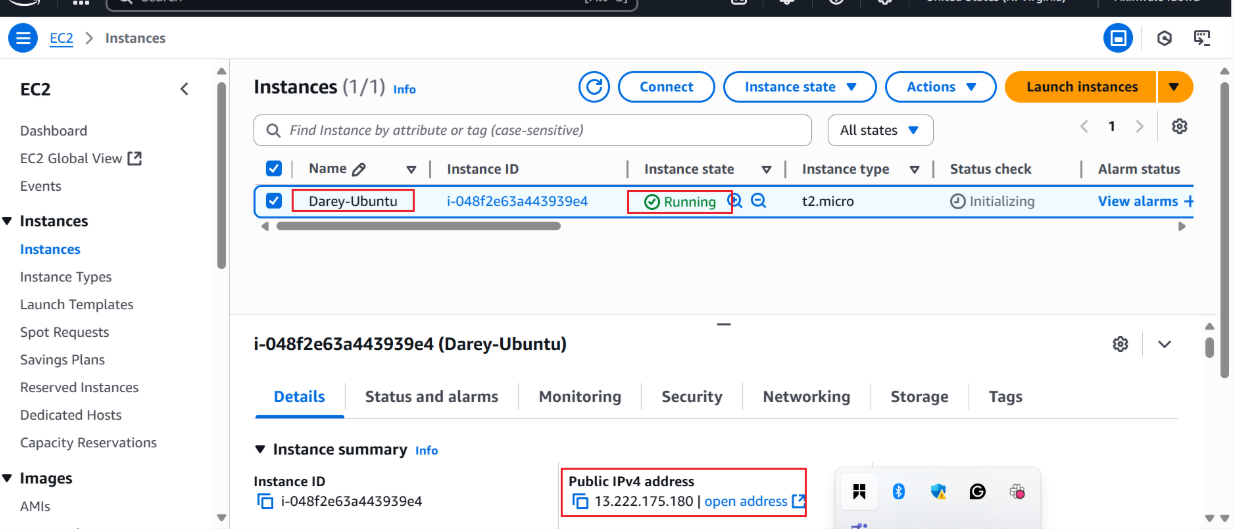 EC2 > Instances
EC2
Dashboard
EC2 Global View
Events
Instances
Instances
Instance Types
Launch Templates
Spot Requests
Savings Plans
Reserved Instances
Dedicated Hosts
Capacity Reservations
Images
AMIs
Instances (1/1) Info
Connect
Instance state
Actions
Launch instances
Find Instance by attribute or tag (case-sensitive)
All states
1
Name Instance ID Instance state Instance type Status check Alarm status
Darey-Ubuntu i-048f2e63a443939e4 Running t2.micro Initializing View alarms +
i-048f2e63a443939e4 (Darey-Ubuntu)
Details Status and alarms Monitoring Security Networking Storage Tags
Instance summary Info
Instance ID
i-048f2e63a443939e4
Public IPv4 address
13.222.175.180 | open address